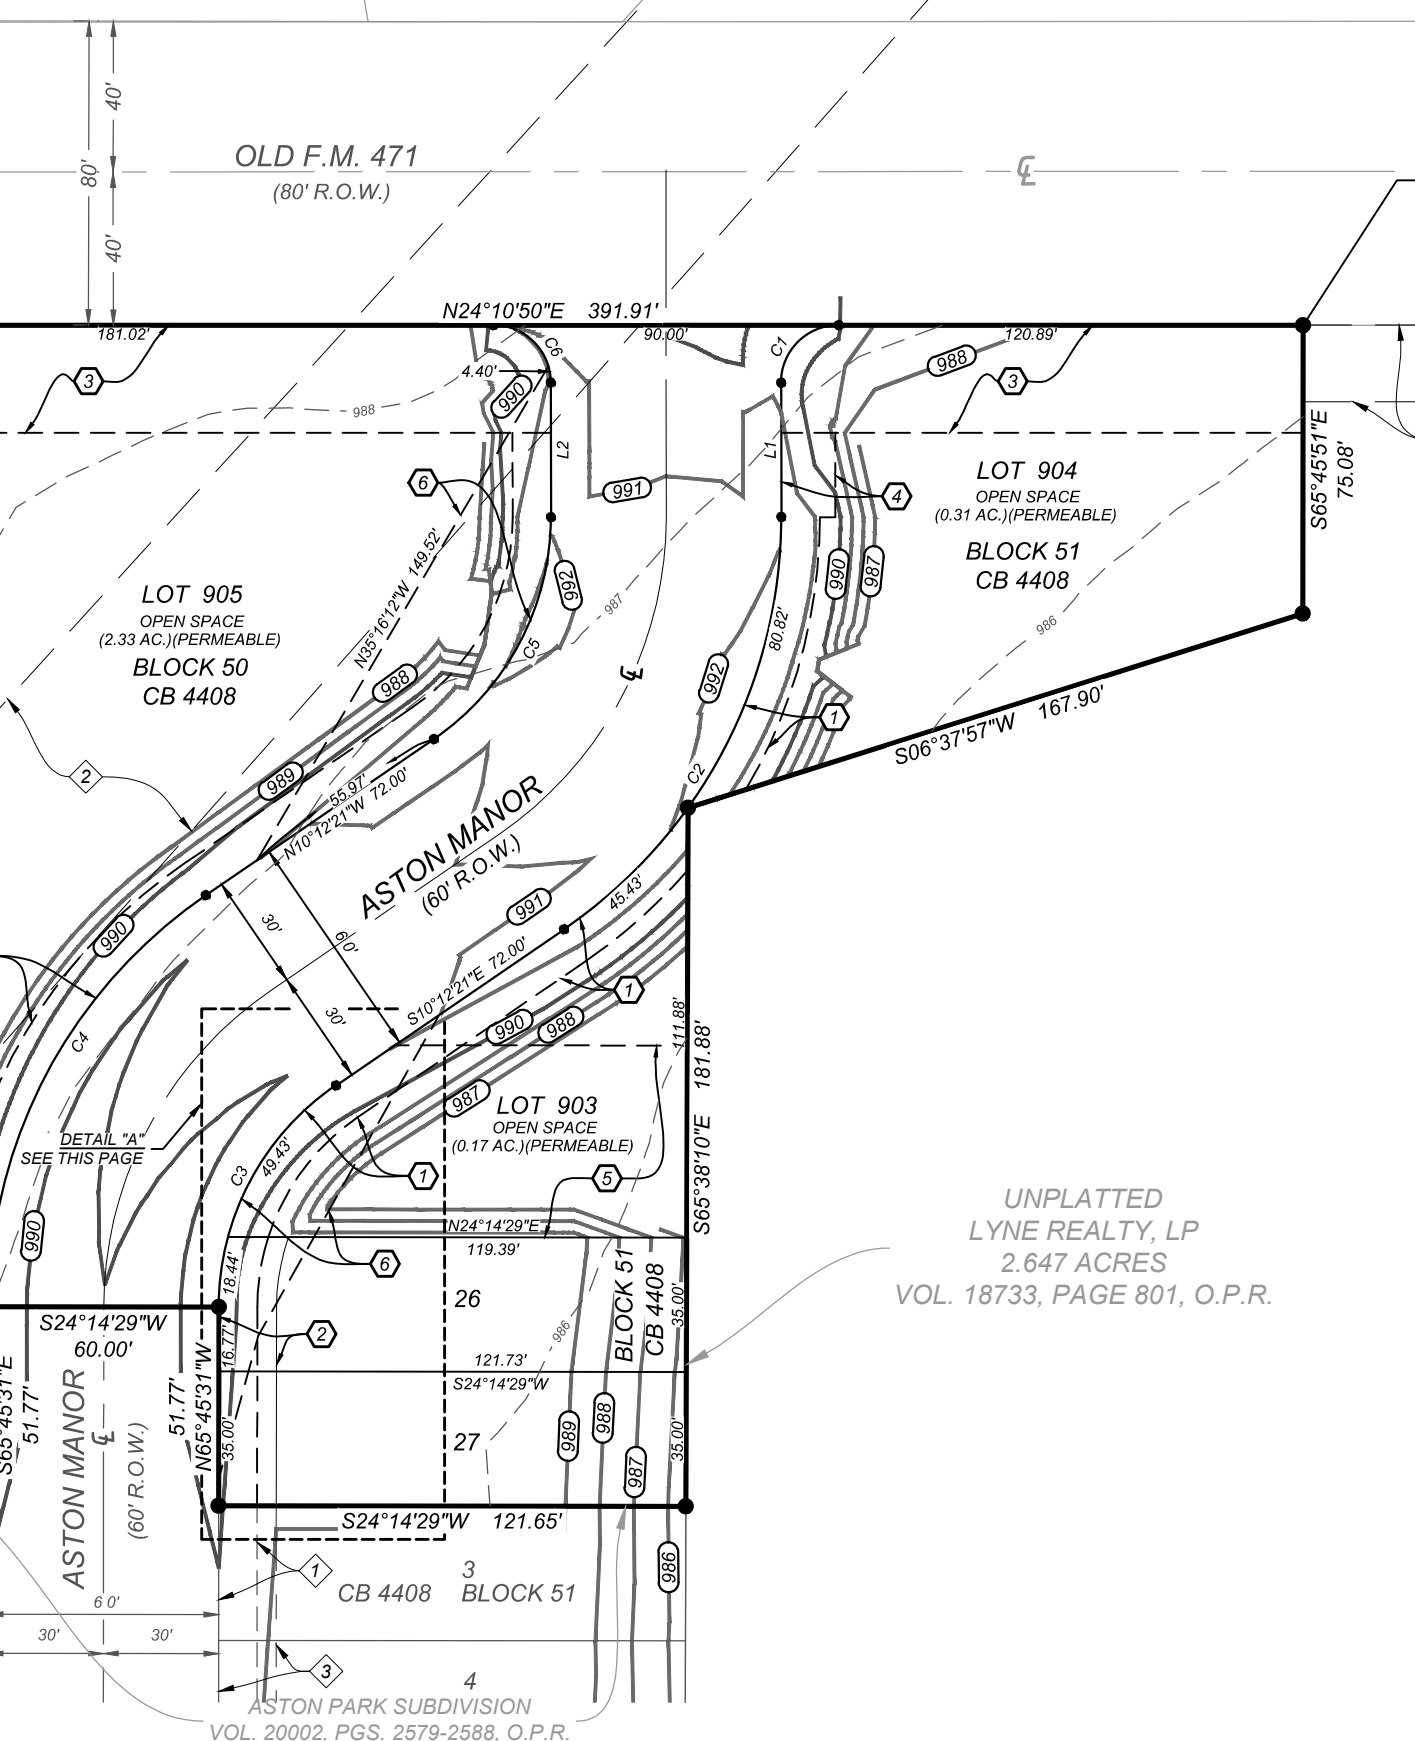 40'
80'
40'
OLD F.M. 471
(80' R.O.W.)
℄
N24°10'50"E 391.91'
181.02'
90.00'
120.89'
C6
C1
3
4.40'
990
988
3
988
L2
L1
6
991
4
LOT 904
OPEN SPACE
(0.31 AC.)(PERMEABLE)
BLOCK 51
CB 4408
S65°45'51"E
75.08'
N35°16'12"W 149.52'
992
990
987
987
986
LOT 905
OPEN SPACE
(2.33 AC.)(PERMEABLE)
BLOCK 50
CB 4408
988
C5
℄
80.82'
992
1
S06°37'57"W 167.90'
2
989
55.97'
N10°12'21"W 72.00'
C2
ASTON MANOR
(60' R.O.W.)
991
45.43'
990
30'
60'
30'
S10°12'21"E 72.00'
1
990
988
C4
111.88'
S65°38'10"E 181.88'
987
LOT 903
OPEN SPACE
(0.17 AC.)(PERMEABLE)
DETAIL "A"
SEE THIS PAGE
C3
49.43'
1
5
990
N24°14'29"E
119.39'
6
18.44'
26
BLOCK 51
CB 4408
35.00'
986
UNPLATTED
LYNE REALTY, LP
2.647 ACRES
VOL. 18733, PAGE 801, O.P.R.
S24°14'29"W
60.00'
2
16.77'
121.73'
S24°14'29"W
S65°45'31"E
51.77'
51.77'
N65°45'31"W
35.00'
27
989
988
987
35.00'
ASTON MANOR
℄
(60' R.O.W.)
S24°14'29"W 121.65'
3
CB 4408 BLOCK 51
1
986
60'
30'
30'
3
4
ASTON PARK SUBDIVISION
VOL. 20002, PGS. 2579-2588, O.P.R.